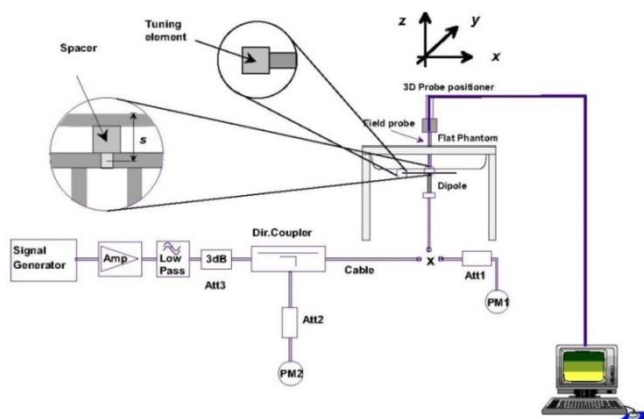 Tuning
element
Spacer
s
z
y
x
3D Probe positioner
Field probe
Flat Phantom
Dipole
Signal
Generator
Amp
Low
Pass
3dB
Att3
Dir.Coupler
Cable
x
Att1
PM1
Att2
PM2